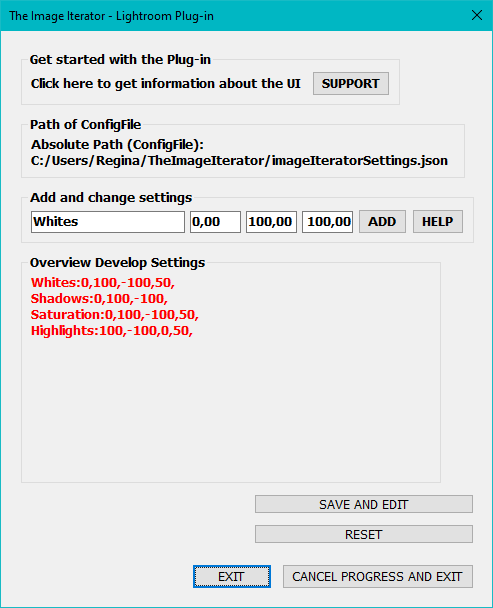 The Image Iterator - Lightroom Plug-in
Get started with the Plug-in
Click here to get information about the UI SUPPORT
Path of ConfigFile
Absolute Path (ConfigFile):
C:/Users/Regina/TheImageIterator/imageIteratorSettings.json
Add and change settings
Whites 0,00 100,00 100,00 ADD HELP
Overview Develop Settings
Whites:0,100,-100,50,
Shadows:0,100,-100,
Saturation:0,100,-100,50,
Highlights:100,-100,0,50,
SAVE AND EDIT
RESET
EXIT CANCEL PROGRESS AND EXIT